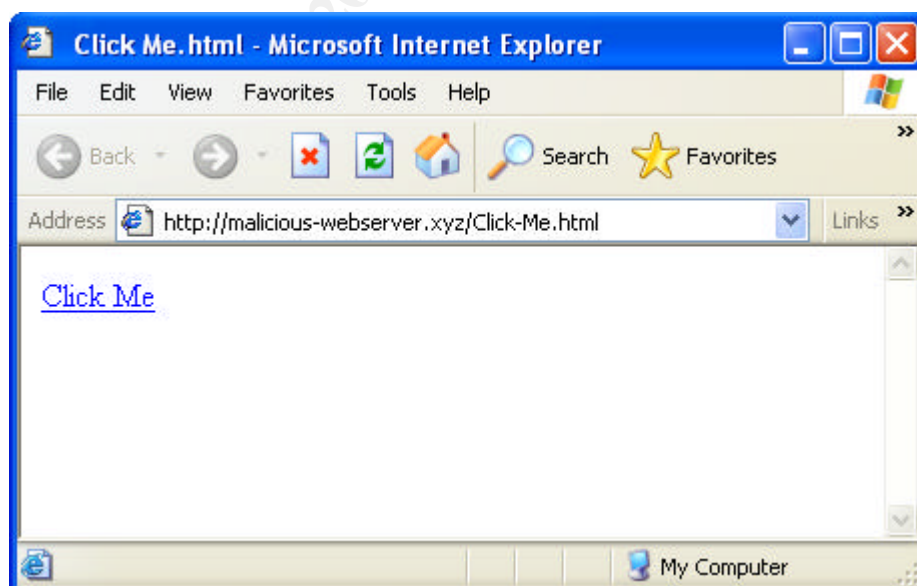 Click Me.html - Microsoft Internet Explorer
File Edit View Favorites Tools Help
Back Search Favorites »
Address http://malicious-webserver.xyz/Click-Me.html Links »
Click Me
My Computer